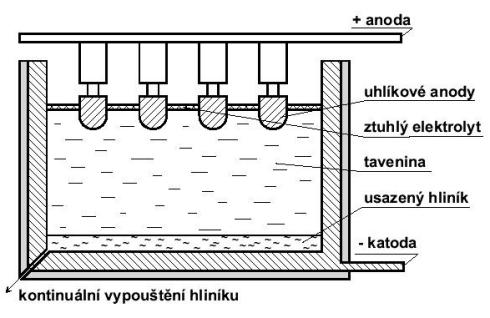 + anoda
uhlíkové anody
ztuhlý elektrolyt
tavenina
usazený hliník
- katoda
kontinuální vypouštění hliníku